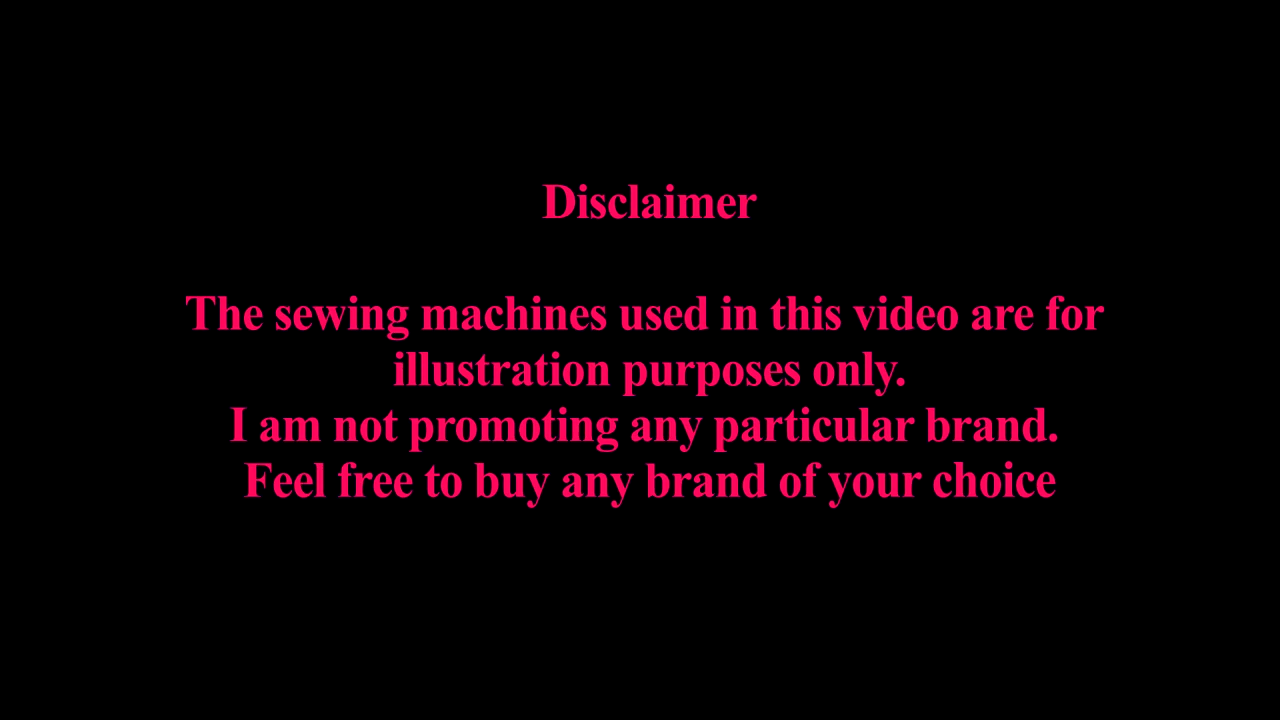 Disclaimer
The sewing machines used in this video are for
illustration purposes only.
I am not promoting any particular brand.
Feel free to buy any brand of your choice